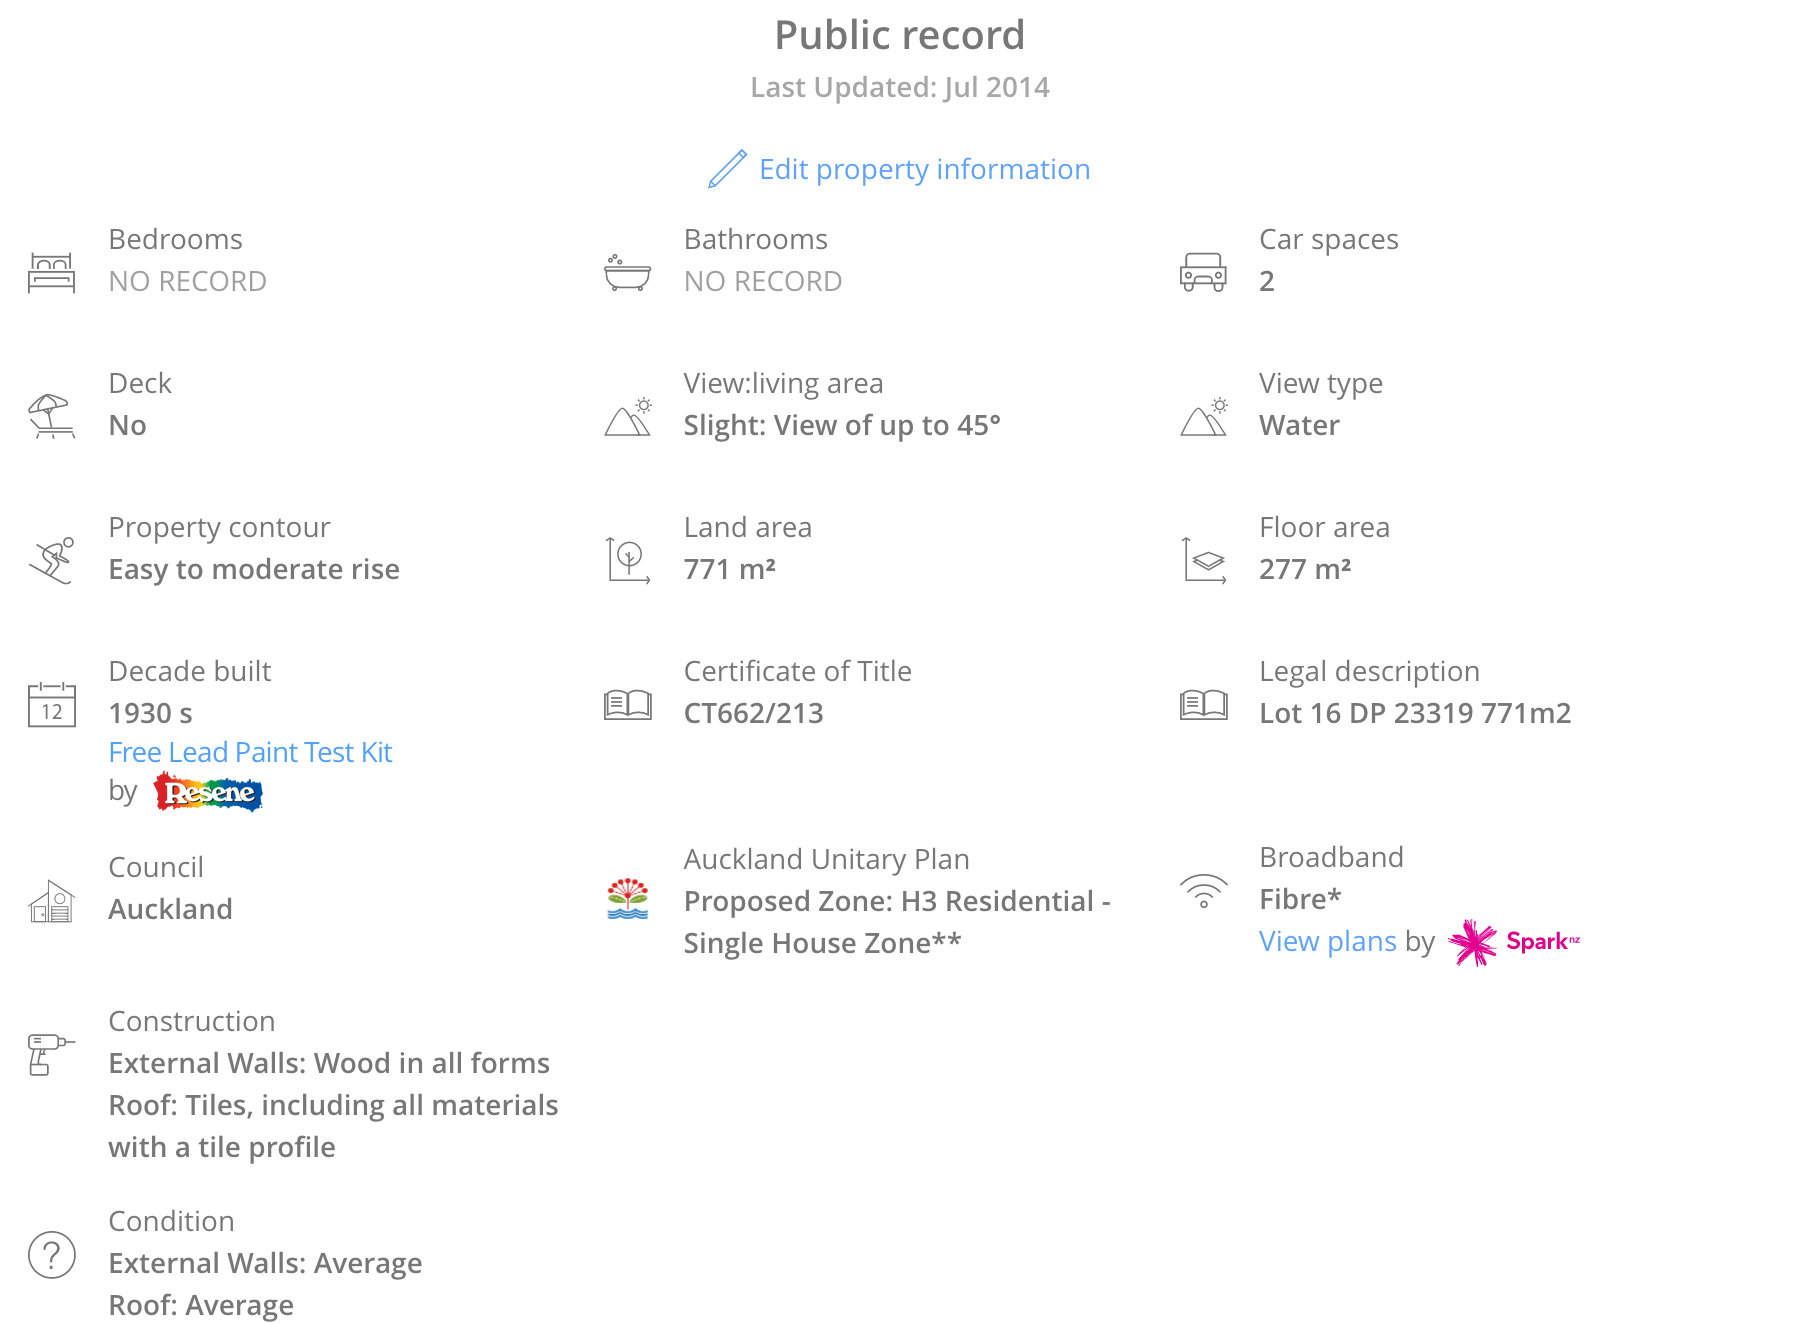 Public record
Last Updated: Jul 2014
Edit property information
Bedrooms
NO RECORD
Bathrooms
NO RECORD
Car spaces
2
Deck
No
View:living area
Slight: View of up to 45°
View type
Water
Property contour
Easy to moderate rise
Land area
771 m²
Floor area
277 m²
12
Decade built
1930 s
Free Lead Paint Test Kit
by Resene
Certificate of Title
CT662/213
Legal description
Lot 16 DP 23319 771m2
Council
Auckland
Auckland Unitary Plan
Proposed Zone: H3 Residential -
Single House Zone**
Broadband
Fibre*
View plans by Spark nz
Construction
External Walls: Wood in all forms
Roof: Tiles, including all materials
with a tile profile
?
Condition
External Walls: Average
Roof: Average